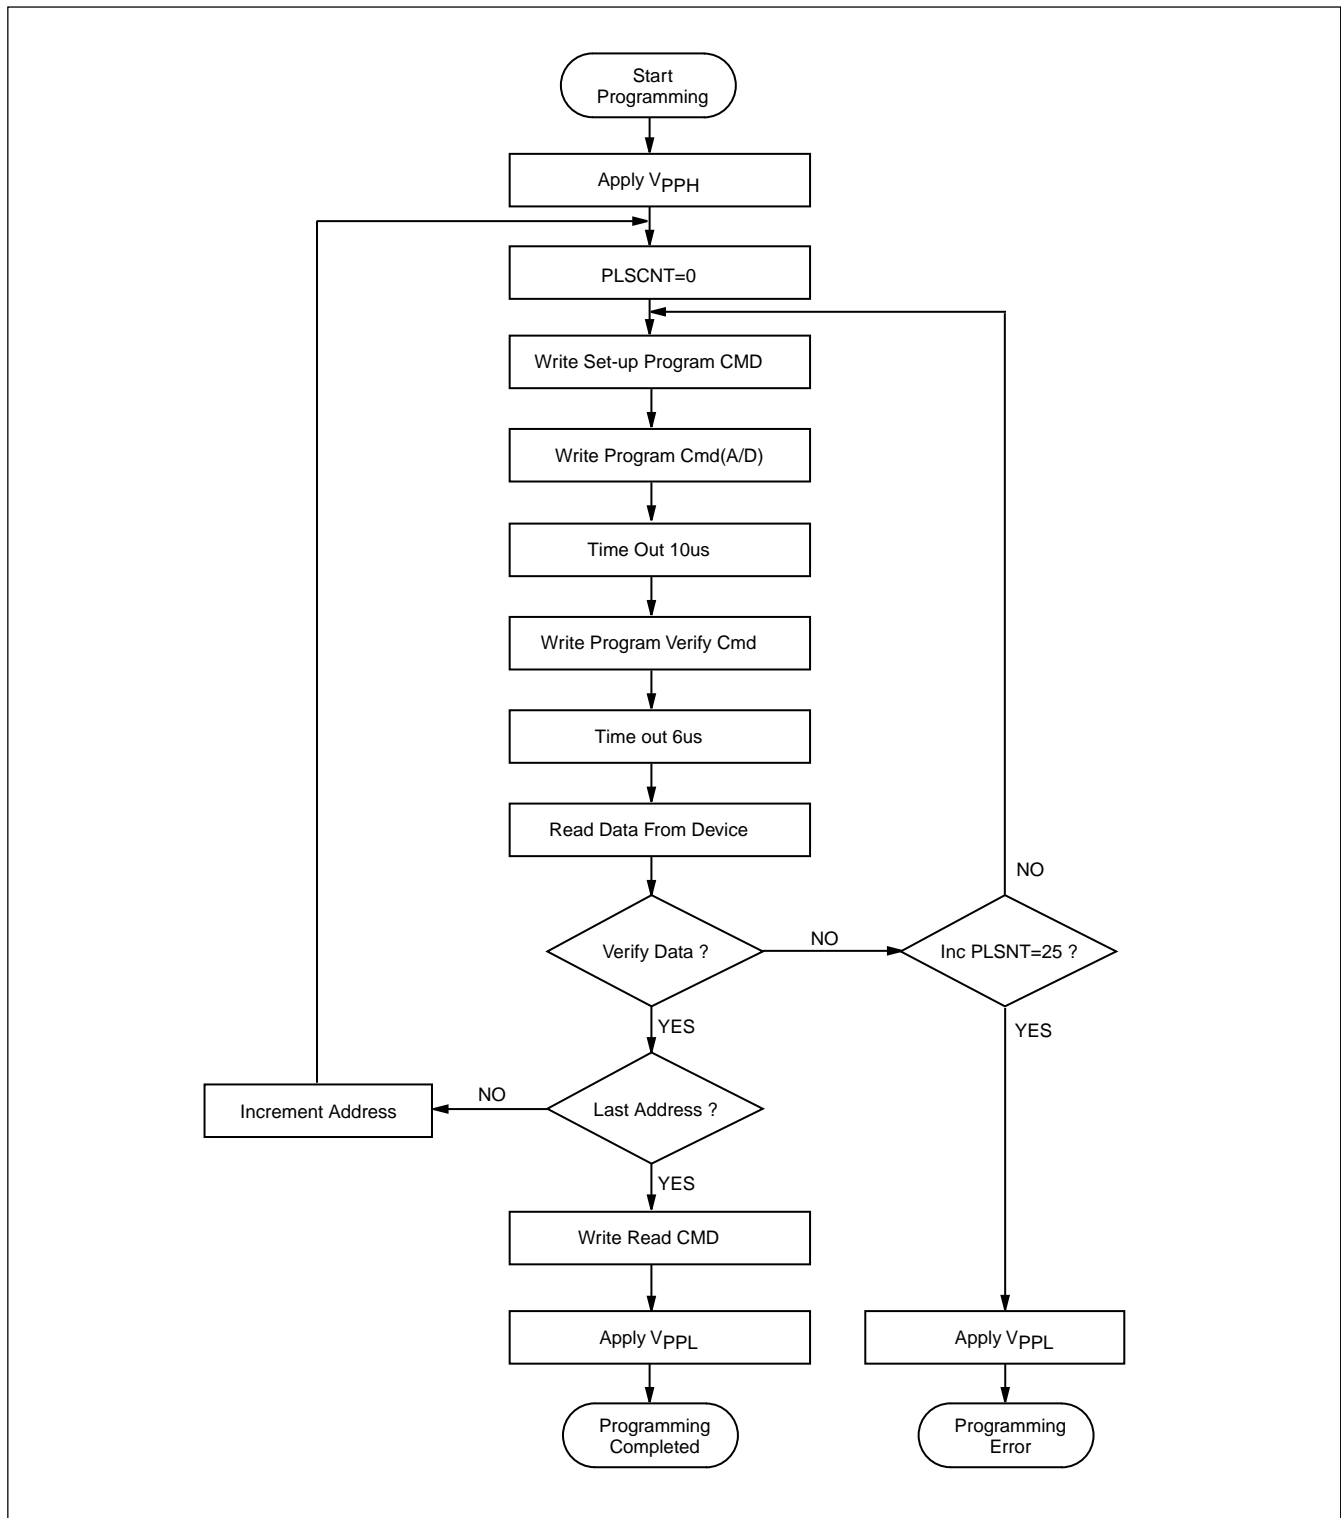 Start
Programming
Apply VPPH
PLSCNT=0
Write Set-up Program CMD
Write Program Cmd(A/D)
Time Out 10us
Write Program Verify Cmd
Time out 6us
Read Data From Device
NO
Verify Data ?
NO
Inc PLSNT=25 ?
YES
YES
Increment Address
NO
Last Address ?
YES
Write Read CMD
Apply VPPL
Apply VPPL
Programming
Completed
Programming
Error